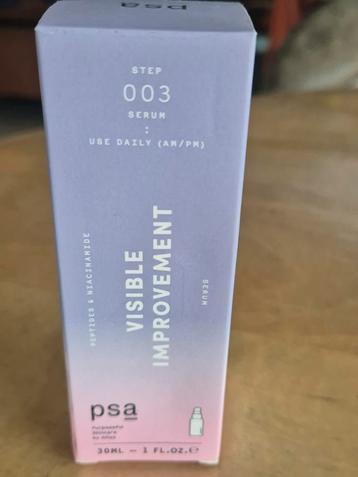 psa
STEP
003
SERUM
:
USE DAILY (AM/PM)
PEPTIDES & NIACINAMIDE
VISIBLE
IMPROVEMENT
SERUM
psa
Purposeful
Skincare
by Allies
30ML – 1 FL.OZ.e